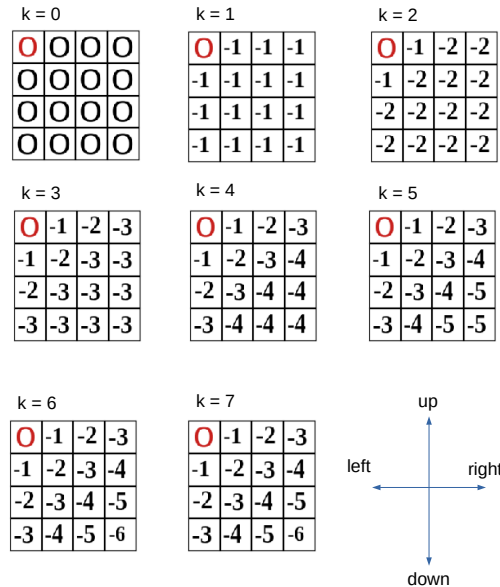 k = 0
O O O O
O O O O
O O O O
O O O O
k = 1
O -1 -1 -1
-1 -1 -1 -1
-1 -1 -1 -1
-1 -1 -1 -1
k = 2
O -1 -2 -2
-1 -2 -2 -2
-2 -2 -2 -2
-2 -2 -2 -2
k = 3
O -1 -2 -3
-1 -2 -3 -3
-2 -3 -3 -3
-3 -3 -3 -3
k = 4
O -1 -2 -3
-1 -2 -3 -4
-2 -3 -4 -4
-3 -4 -4 -4
k = 5
O -1 -2 -3
-1 -2 -3 -4
-2 -3 -4 -5
-3 -4 -5 -5
k = 6
O -1 -2 -3
-1 -2 -3 -4
-2 -3 -4 -5
-3 -4 -5 -6
k = 7
O -1 -2 -3
-1 -2 -3 -4
-2 -3 -4 -5
-3 -4 -5 -6
up
left
right
down